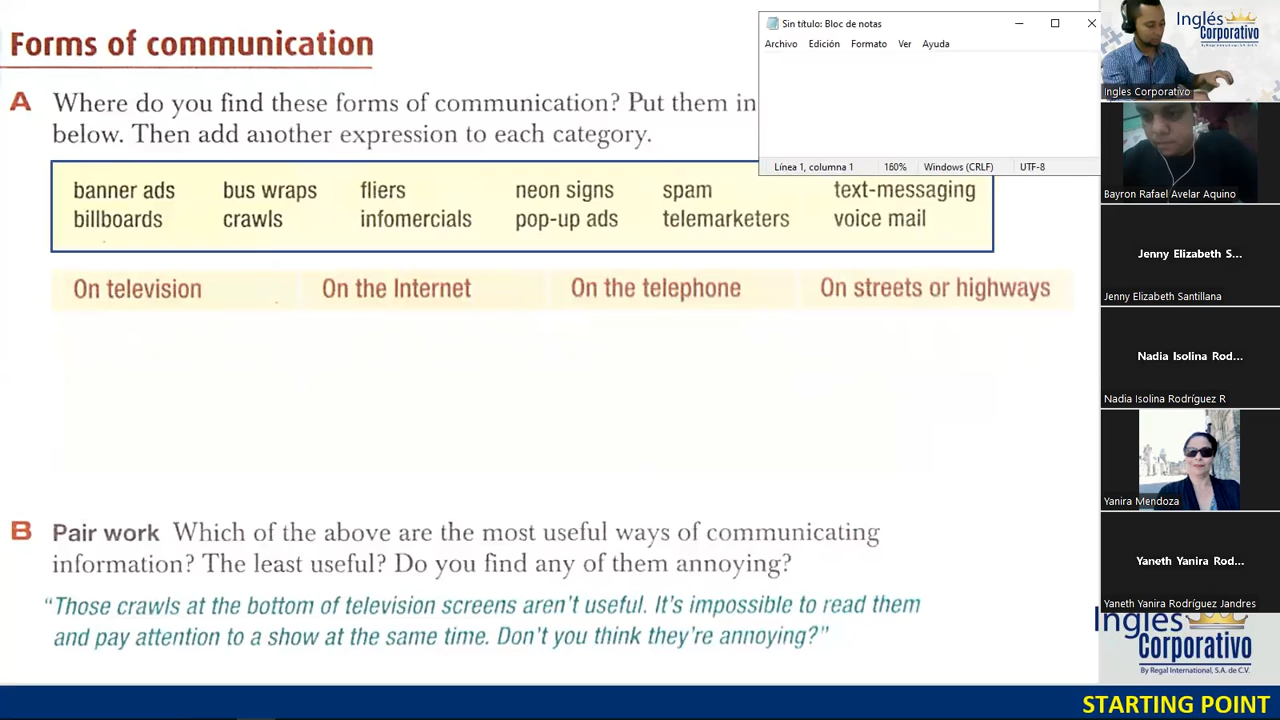 Forms of communication
A Where do you find these forms of communication? Put them in
below. Then add another expression to each category.
banner ads bus wraps fliers neon signs spam text-messaging
billboards crawls infomercials pop-up ads telemarketers voice mail
On television On the Internet On the telephone On streets or highways
B Pair work Which of the above are the most useful ways of communicating
information? The least useful? Do you find any of them annoying?
“Those crawls at the bottom of television screens aren't useful. It's impossible to read them
and pay attention to a show at the same time. Don't you think they're annoying?”
Sin título: Bloc de notas
Archivo Edición Formato Ver Ayuda
Línea 1, columna 1 160% Windows (CRLF) UTF-8
Inglés
Corporativo
By Regal International, S.A. de C.V.
Ingles Corporativo
Bayron Rafael Avelar Aquino
Jenny Elizabeth S...
Jenny Elizabeth Santillana
Nadia Isolina Rod...
Nadia Isolina Rodríguez R
Yanira Mendoza
Yaneth Yanira Rod...
Yaneth Yanira Rodríguez Jandres
Inglés
Corporativo
By Regal International, S.A. de C.V.
STARTING POINT